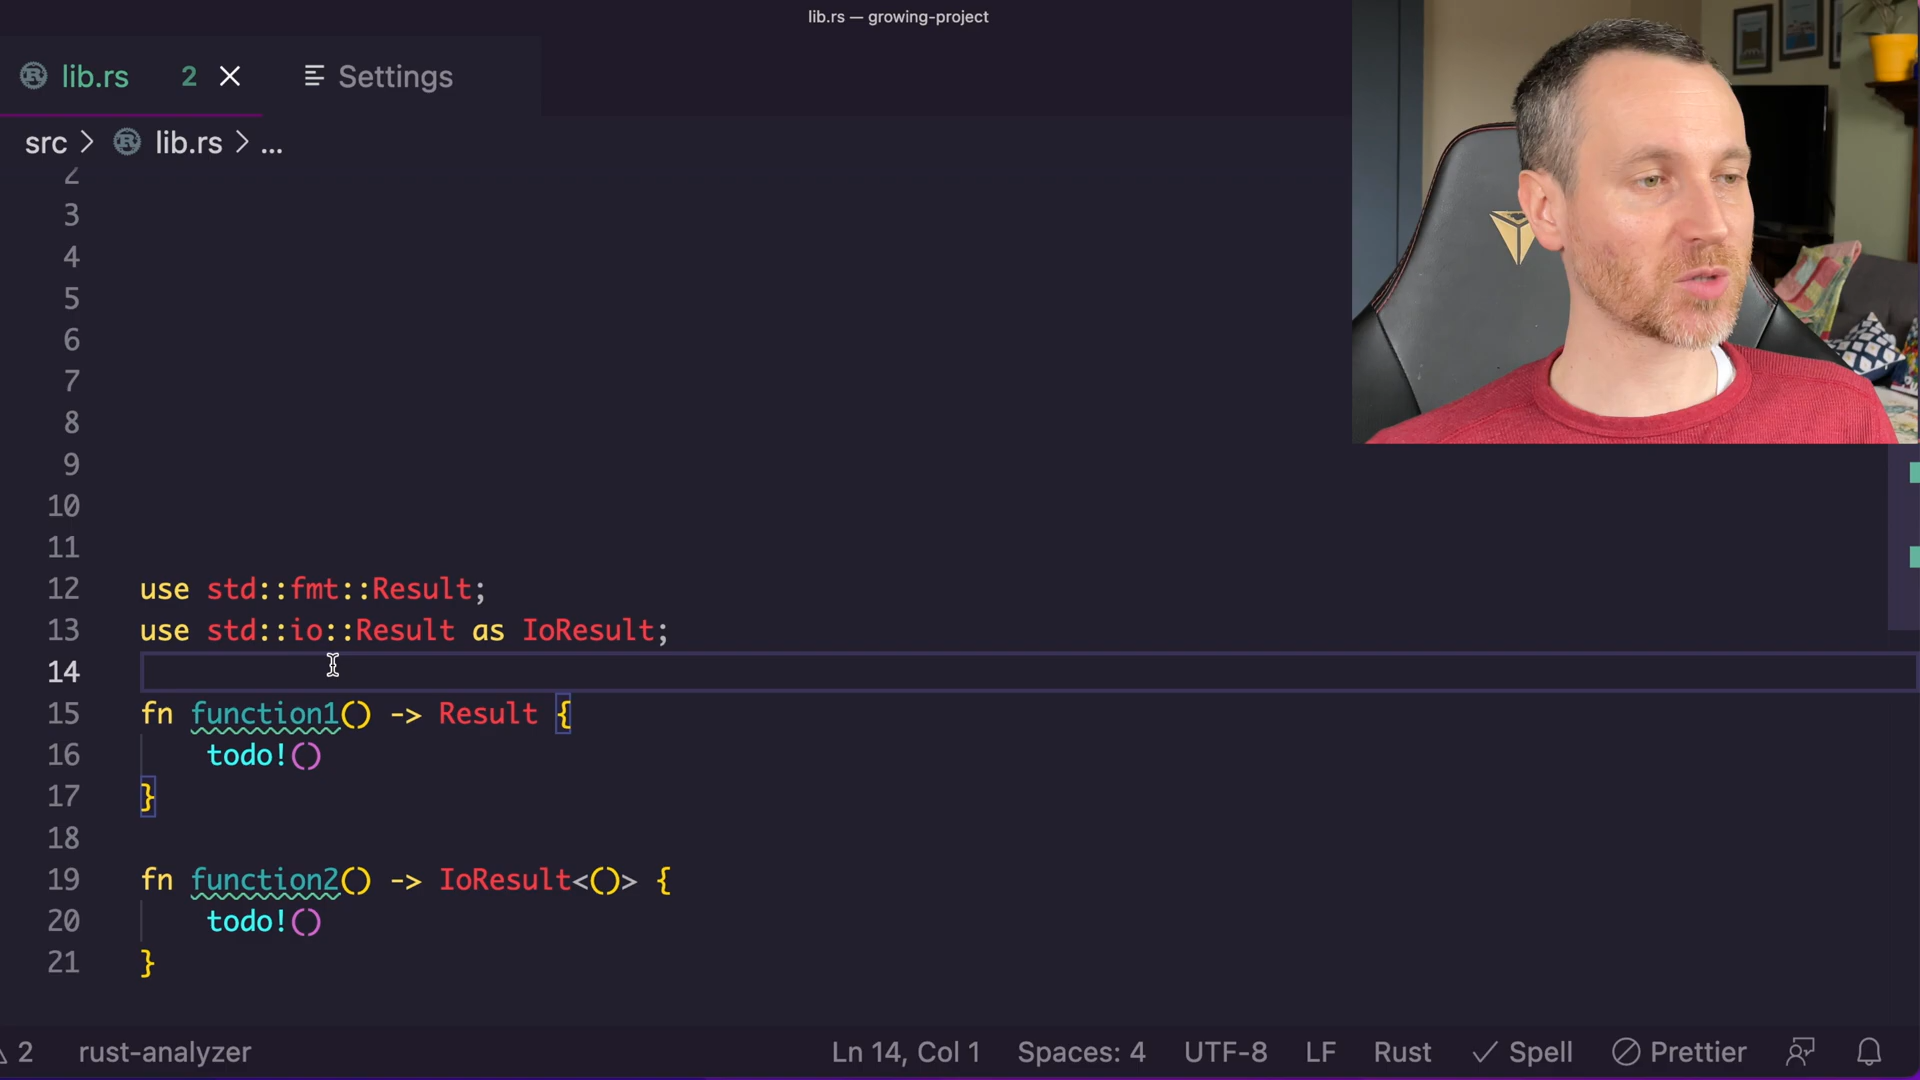 lib.rs — growing-project
lib.rs 2 Settings
src > lib.rs > ...
2
3
4
5
6
7
8
9
10
11
12 use std::fmt::Result;
13 use std::io::Result as IoResult;
14
15 fn function1() -> Result {
16 todo!()
17 }
18
19 fn function2() -> IoResult<()> {
20 todo!()
21 }
2 rust-analyzer Ln 14, Col 1 Spaces: 4 UTF-8 LF Rust Spell Prettier